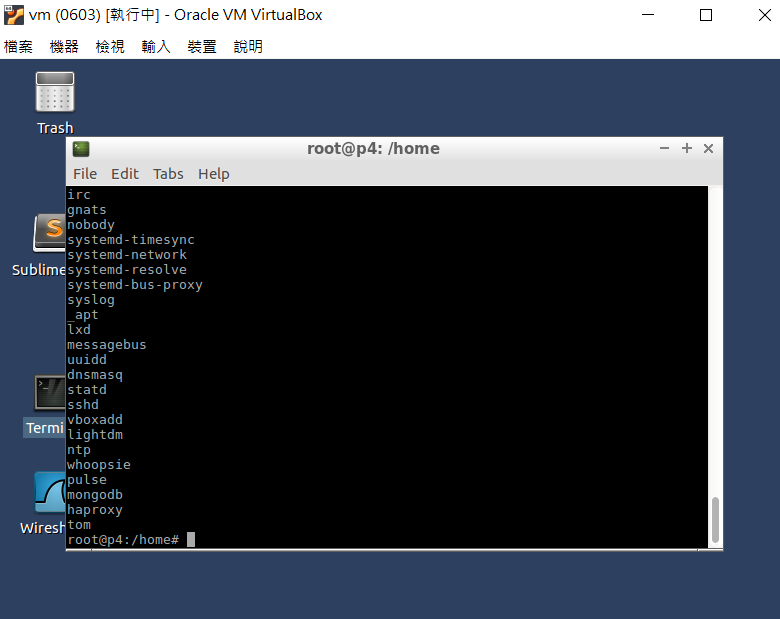 vm (0603) [執行中] - Oracle VM VirtualBox
檔案 機器 檢視 輸入 裝置 說明
Trash
root@p4: /home
File Edit Tabs Help
irc
gnats
nobody
systemd-timesync
systemd-network
Sublime
systemd-resolve
systemd-bus-proxy
syslog
_apt
lxd
messagebus
uuidd
dnsmasq
statd
sshd
vboxadd
Termi
lightdm
ntp
whoopsie
pulse
mongodb
haproxy
Wiresh
tom
root@p4:/home#